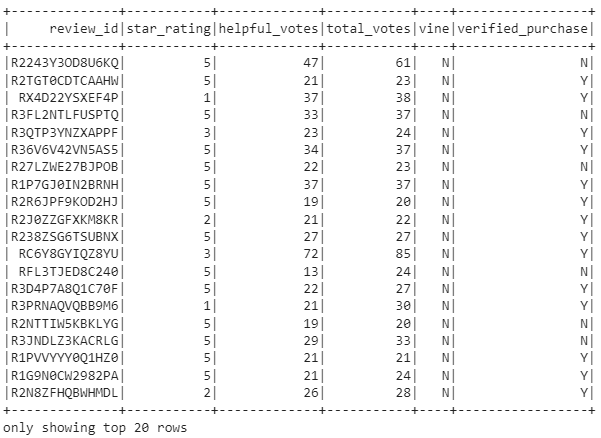 +--------------+-----------+-------------+-----------+----+-----------------+
|     review_id|star_rating|helpful_votes|total_votes|vine|verified_purchase|
+--------------+-----------+-------------+-----------+----+-----------------+
|R2243Y3OD8U6KQ|          5|           47|         61|   N|                N|
|R2TGT0CDTCAAHW|          5|           21|         23|   N|                Y|
| RX4D22YSXEF4P|          1|           37|         38|   N|                Y|
|R3FL2NTLFUSPTQ|          5|           33|         37|   N|                N|
|R3QTP3YNZXAPPF|          3|           23|         24|   N|                Y|
|R36V6V42VN5AS5|          5|           34|         37|   N|                Y|
|R27LZWE27BJPOB|          5|           22|         23|   N|                N|
|R1P7GJ0IN2BRNH|          5|           37|         37|   N|                Y|
|R2R6JPF9KOD2HJ|          5|           19|         20|   N|                Y|
|R2J0ZZGFXKM8KR|          2|           21|         22|   N|                Y|
|R238ZSG6TSUBNX|          5|           27|         27|   N|                Y|
| RC6Y8GYIQZ8YU|          3|           72|         85|   N|                Y|
| RFL3TJED8C240|          5|           13|         24|   N|                N|
|R3D4P7A8Q1C70F|          5|           22|         27|   N|                Y|
|R3PRNAQVQBB9M6|          1|           21|         30|   N|                Y|
|R2NTTIW5KBKLYG|          5|           19|         20|   N|                N|
|R3JNDLZ3KACRLG|          5|           29|         33|   N|                N|
|R1PVVYYY0Q1HZ0|          5|           21|         21|   N|                Y|
|R1G9N0CW2982PA|          5|           21|         24|   N|                Y|
|R2N8ZFHQBWHMDL|          2|           26|         28|   N|                Y|
+--------------+-----------+-------------+-----------+----+-----------------+
only showing top 20 rows